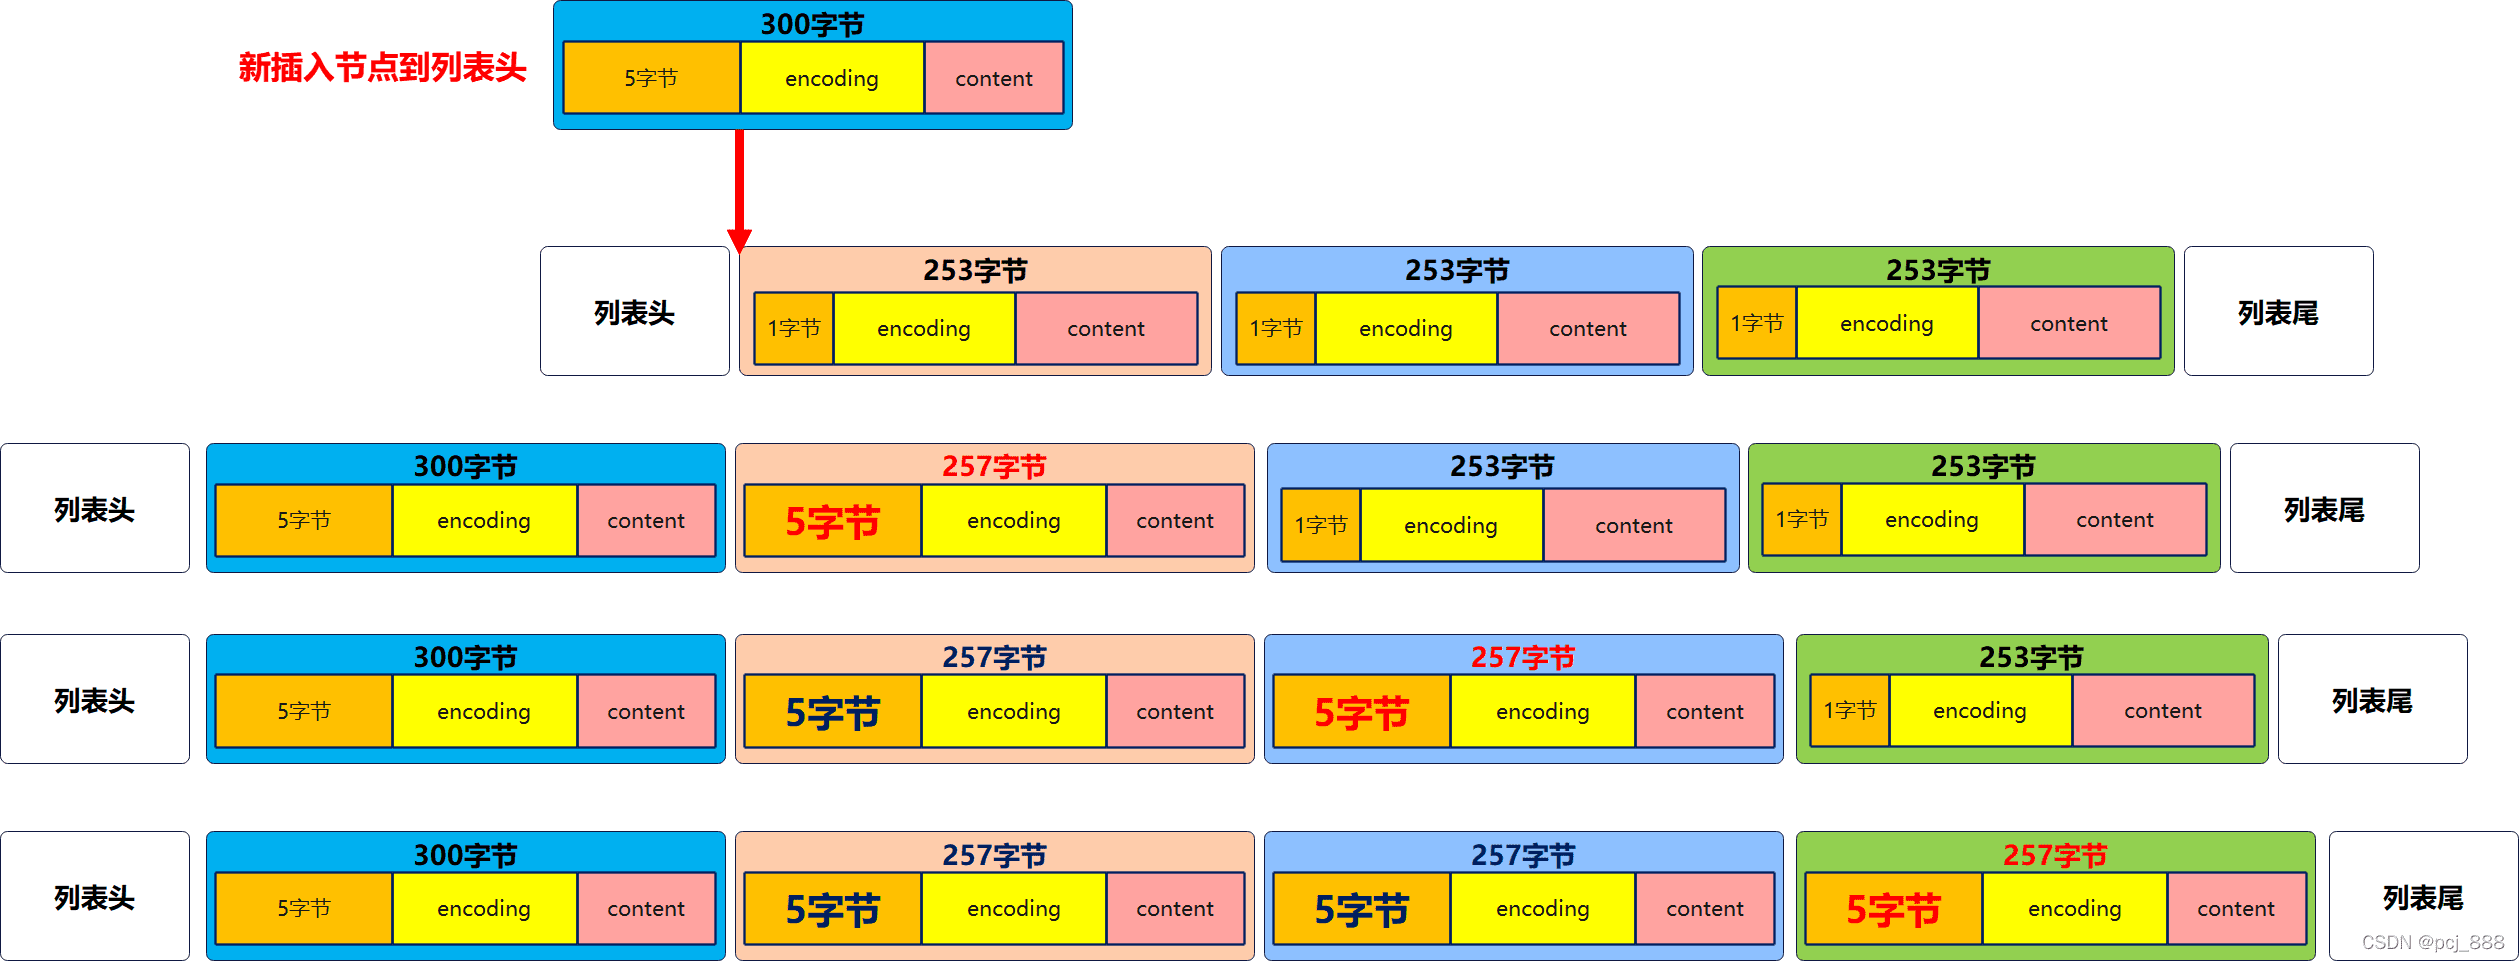 300字节
新插入节点到列表头
5字节 encoding content
253字节 253字节 253字节
列表头 1字节 encoding content 1字节 encoding content 1字节 encoding content 列表尾
300字节 257字节 253字节 253字节
列表头 5字节 encoding content 5字节 encoding content 1字节 encoding content 1字节 encoding content 列表尾
300字节 257字节 257字节 253字节
列表头 5字节 encoding content 5字节 encoding content 5字节 encoding content 1字节 encoding content 列表尾
300字节 257字节 257字节 257字节
列表头 5字节 encoding content 5字节 encoding content 5字节 encoding content 5字节 encoding content 列表尾
CSDN @pcj_888